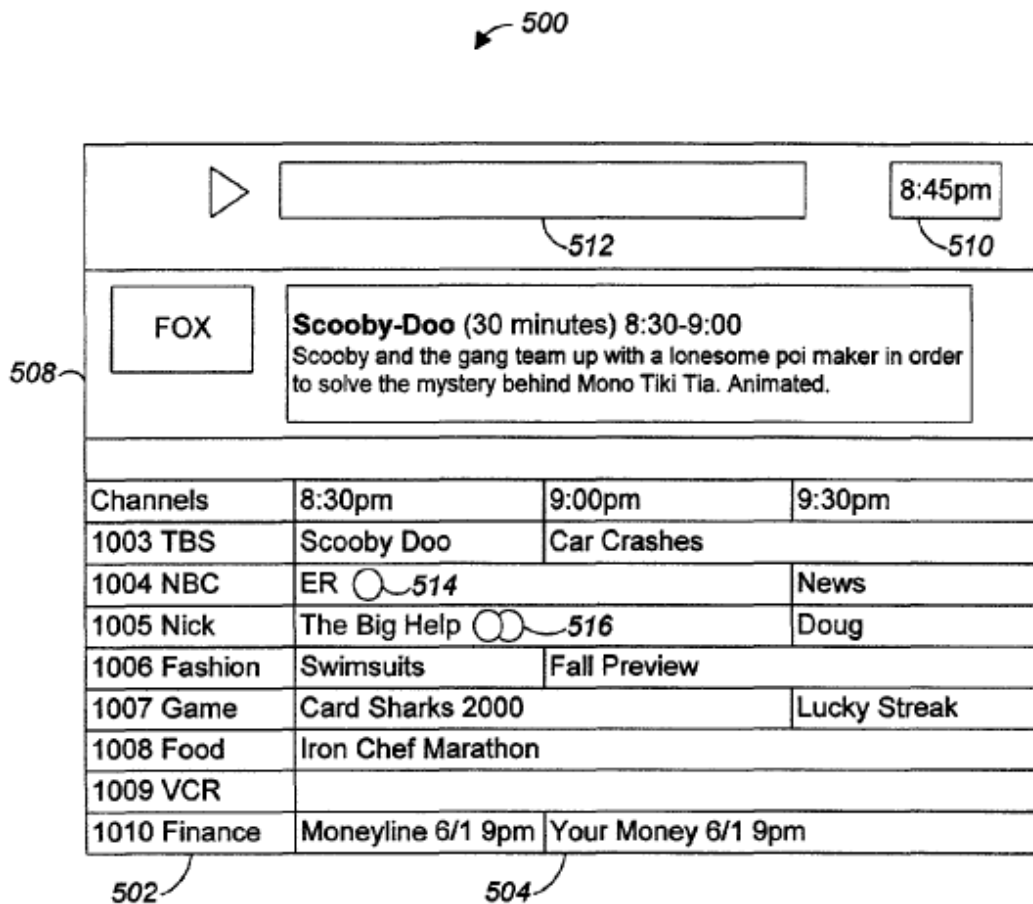 500
8:45pm
512
510
FOX
Scooby-Doo (30 minutes) 8:30-9:00
Scooby and the gang team up with a lonesome poi maker in order
to solve the mystery behind Mono Tiki Tia. Animated.
508
Channels 8:30pm 9:00pm 9:30pm
1003 TBS Scooby Doo Car Crashes
1004 NBC ER 514 News
1005 Nick The Big Help 516 Doug
1006 Fashion Swimsuits Fall Preview
1007 Game Card Sharks 2000 Lucky Streak
1008 Food Iron Chef Marathon
1009 VCR
1010 Finance Moneyline 6/1 9pm Your Money 6/1 9pm
502 504